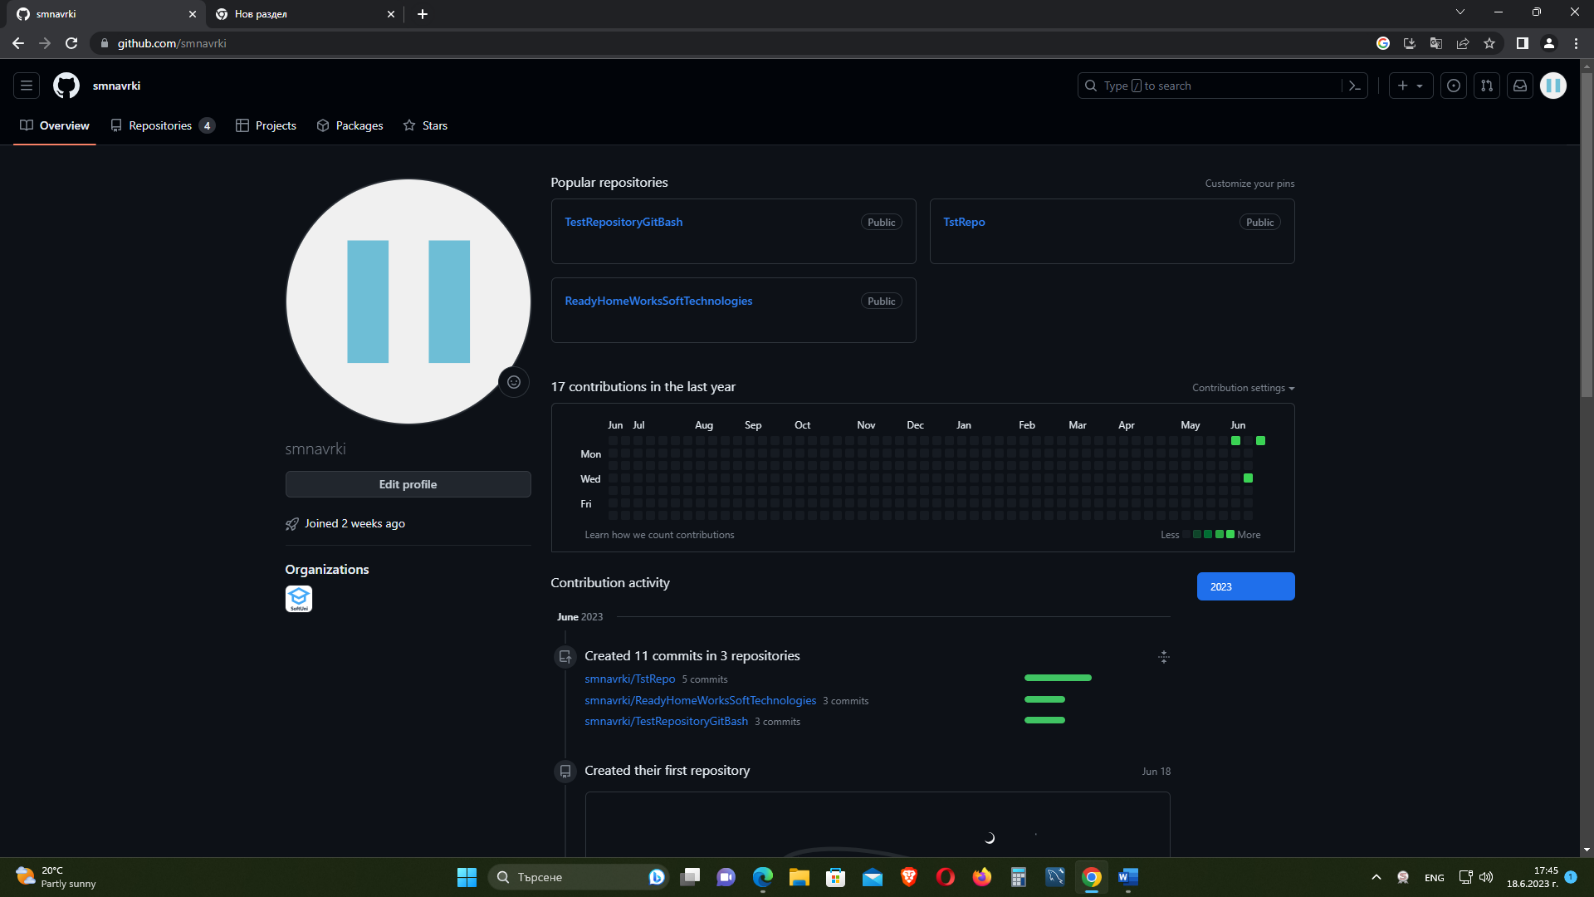 smnavrki
Нов раздел
github.com/smnavrki
smnavrki
Type / to search
Overview
Repositories 4
Projects
Packages
Stars
Popular repositories
Customize your pins
TestRepositoryGitBash Public
TstRepo Public
ReadyHomeWorksSoftTechnologies Public
17 contributions in the last year
Contribution settings
Jun Jul Aug Sep Oct Nov Dec Jan Feb Mar Apr May Jun
Mon
Wed
Fri
Learn how we count contributions
Less More
smnavrki
Edit profile
Joined 2 weeks ago
Organizations
SoftUni
Contribution activity
2023
June 2023
Created 11 commits in 3 repositories
smnavrki/TstRepo 5 commits
smnavrki/ReadyHomeWorksSoftTechnologies 3 commits
smnavrki/TestRepositoryGitBash 3 commits
Created their first repository
Jun 18
20°C
Partly sunny
Търсене
ENG
17:45
18.6.2023 г.
1